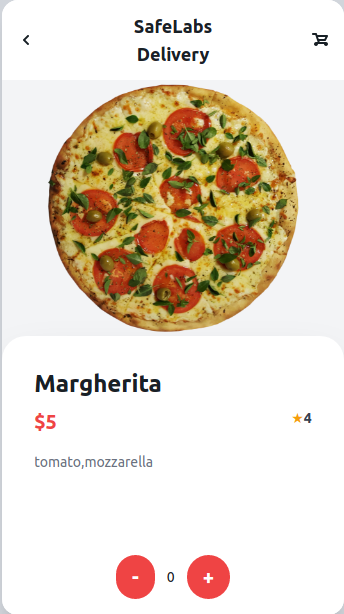 SafeLabs
Delivery
Margherita
$5
★4
tomato,mozzarella
- 0 +